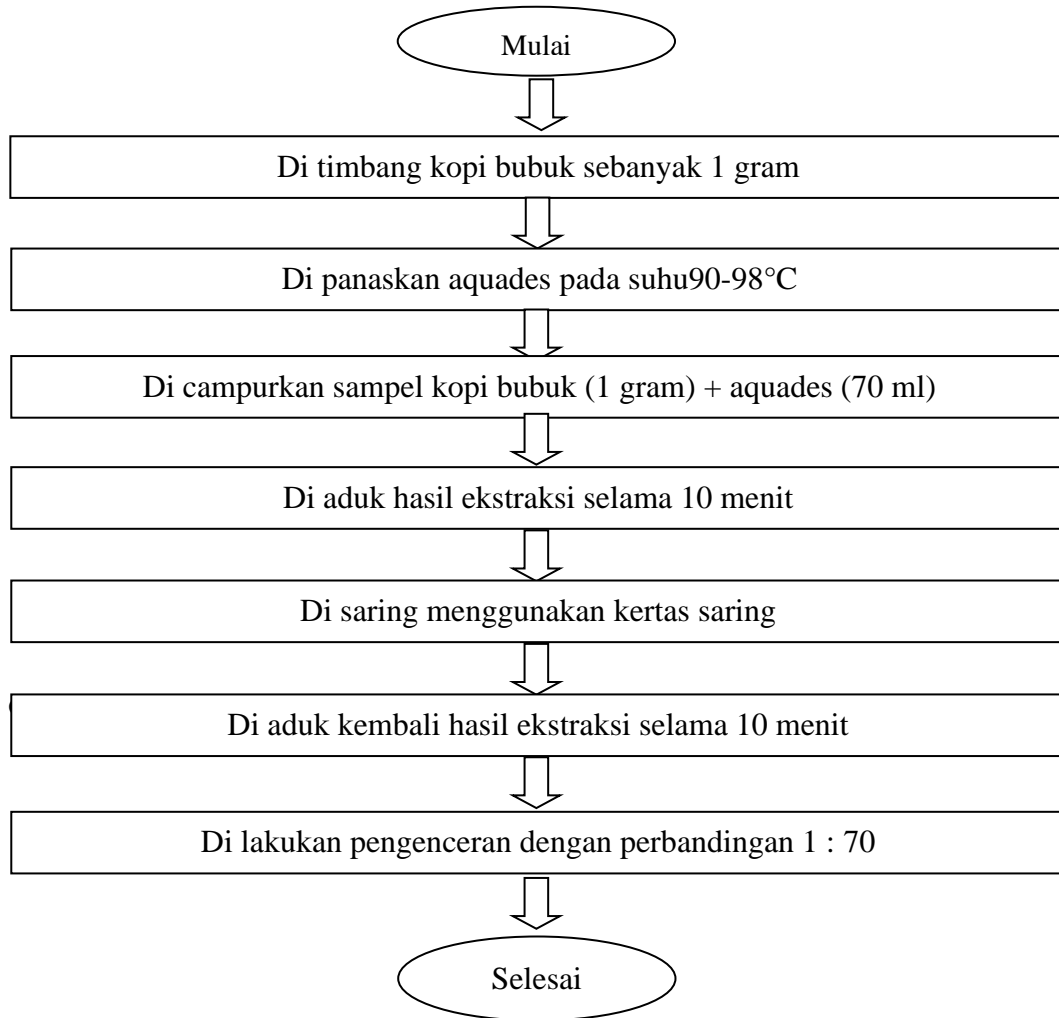 Mulai
Di timbang kopi bubuk sebanyak 1 gram
Di panaskan aquades pada suhu90-98°C
Di campurkan sampel kopi bubuk (1 gram) + aquades (70 ml)
Di aduk hasil ekstraksi selama 10 menit
Di saring menggunakan kertas saring
Di aduk kembali hasil ekstraksi selama 10 menit
Di lakukan pengenceran dengan perbandingan 1 : 70
Selesai